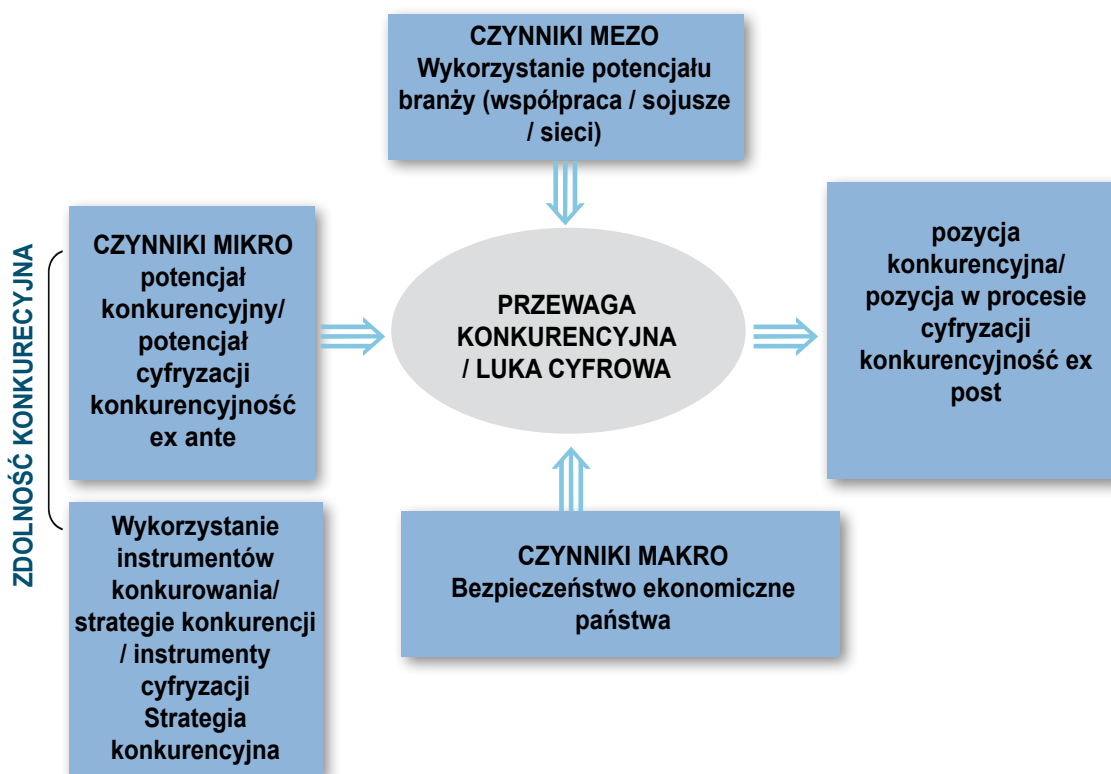 CZYNNIKI MEZO
Wykorzystanie potencjału
branży (współpraca / sojusze
/ sieci)
ZDOLNOŚĆ KONKURECYJNA
CZYNNIKI MIKRO
potencjał
konkurencyjny/
potencjał
cyfryzacji
konkurencyjność
ex ante
PRZEWAGA
KONKURENCYJNA
/ LUKA CYFROWA
pozycja
konkurencyjna/
pozycja w procesie
cyfryzacji
konkurencyjność ex
post
Wykorzystanie
instrumentów
konkurowania/
strategie konkurencji
/ instrumenty
cyfryzacji
Strategia
konkurencyjna
CZYNNIKI MAKRO
Bezpieczeństwo ekonomiczne
państwa